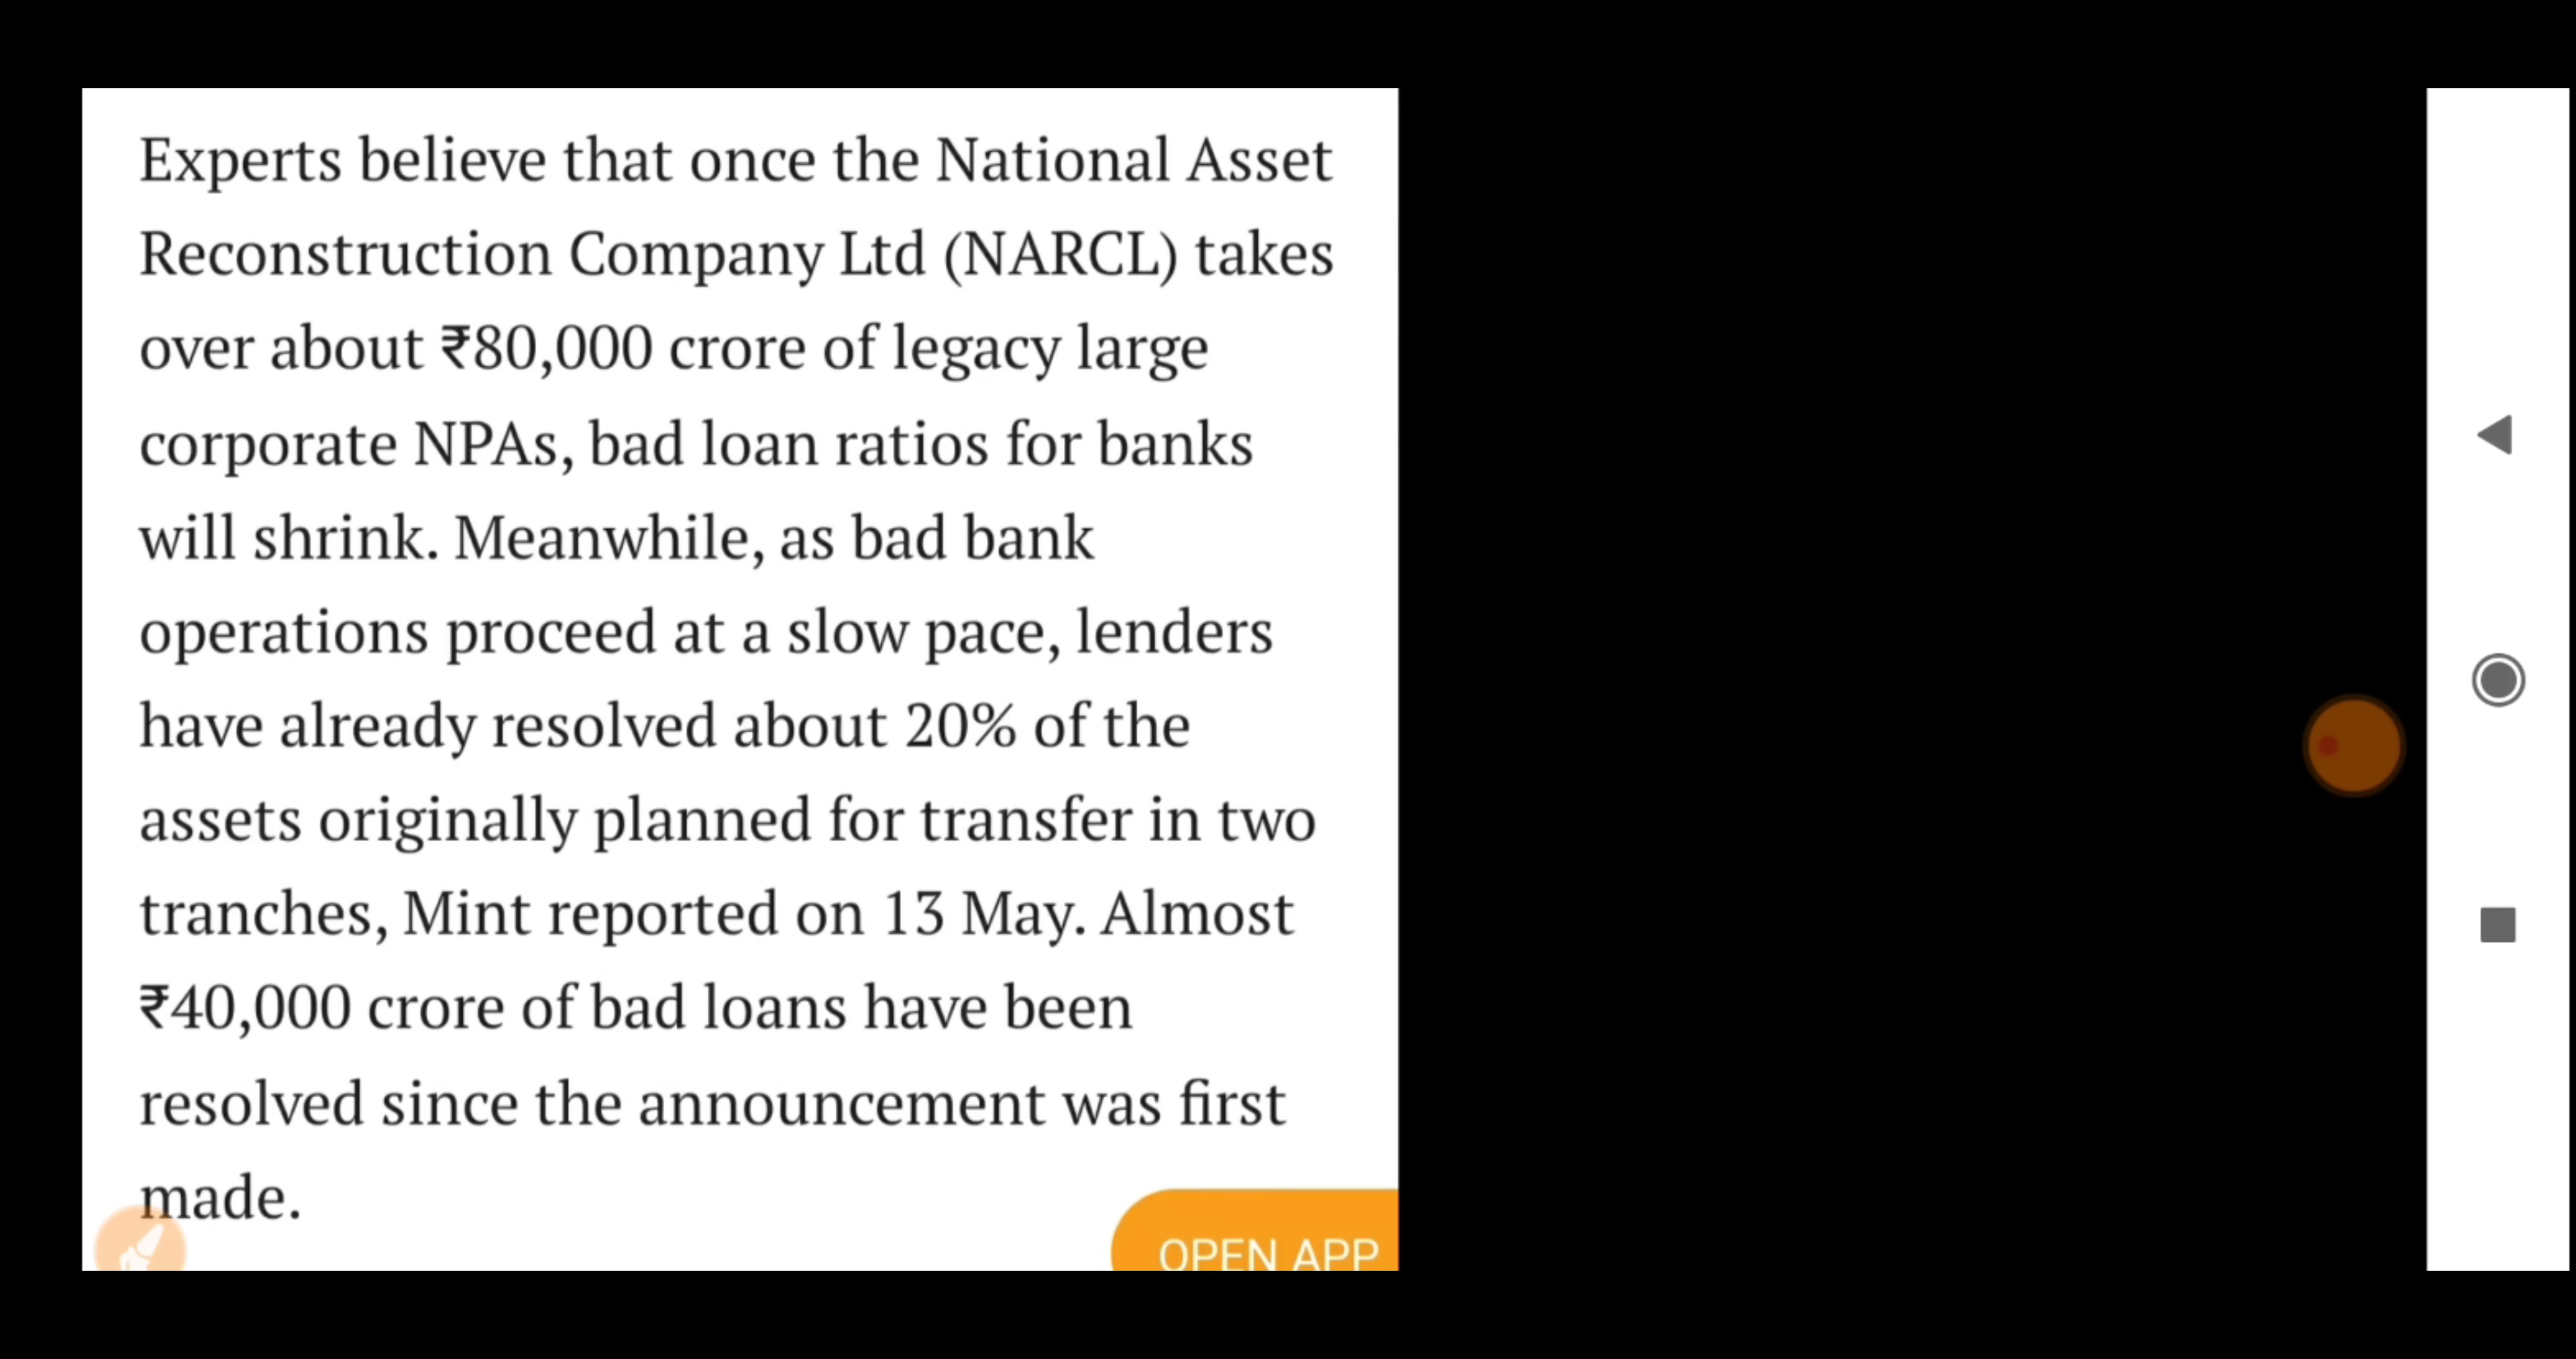 Experts believe that once the National Asset
Reconstruction Company Ltd (NARCL) takes
over about ₹80,000 crore of legacy large
corporate NPAs, bad loan ratios for banks
will shrink. Meanwhile, as bad bank
operations proceed at a slow pace, lenders
have already resolved about 20% of the
assets originally planned for transfer in two
tranches, Mint reported on 13 May. Almost
₹40,000 crore of bad loans have been
resolved since the announcement was first
made.
OPEN APP